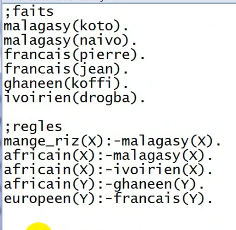 ;faits
malagasy(koto).
malagasy(naivo).
francais(pierre).
francais(jean).
ghaneen(koffi).
ivoirien(drogba).

;regles
mange_riz(X):-malagasy(X).
africain(X):-malagasy(X).
africain(X):-ivoirien(X).
africain(Y):-ghaneen(Y).
europeen(Y):-francais(Y).